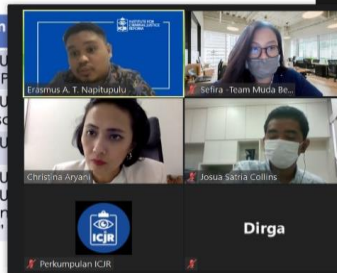 INSTITUTE FOR
CRIMINAL JUSTICE
REFORM
ICJR
Erasmus A. T. Napitupulu
Sefira -Team Muda Be...
Christina Aryani
Josua Satria Collins
ICJR
Perkumpulan ICJR
Dirga